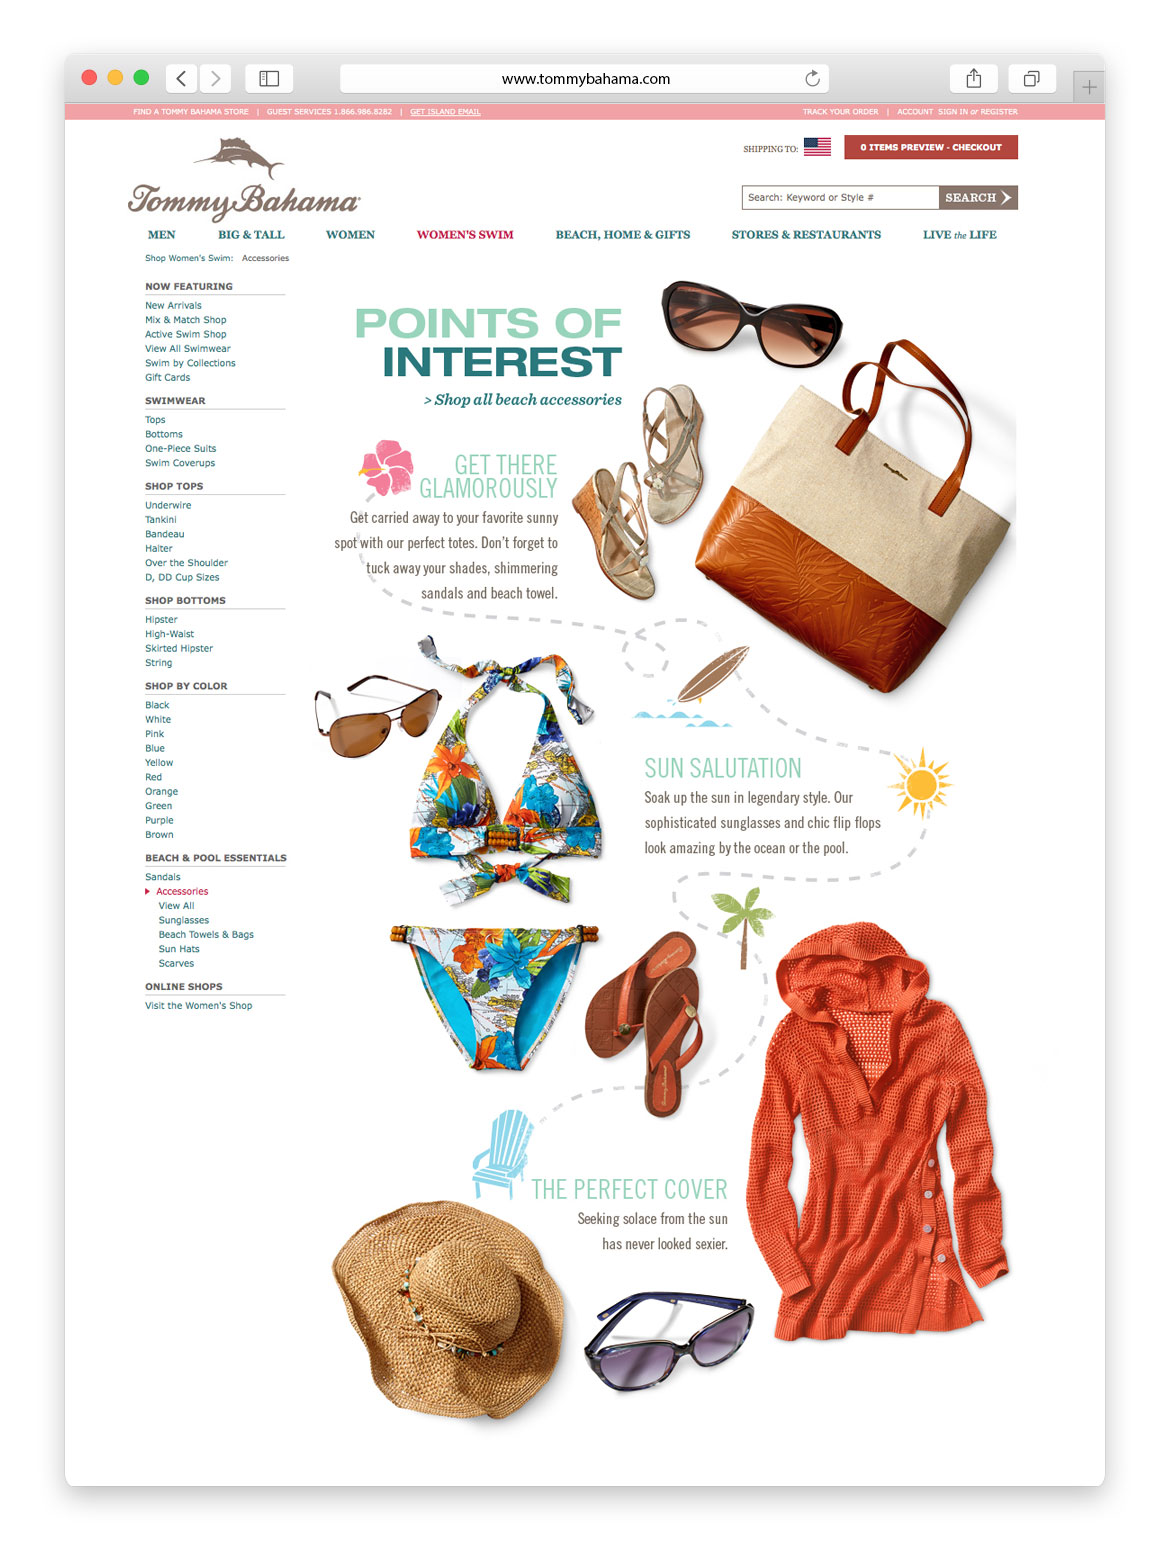 www.tommybahama.com
FIND A TOMMY BAHAMA STORE | GUEST SERVICES 1.866.986.8282 | GET ISLAND EMAIL
TRACK YOUR ORDER | ACCOUNT SIGN IN or REGISTER
SHIPPING TO:
0 ITEMS PREVIEW - CHECKOUT
Tommy Bahama
Search: Keyword or Style #
SEARCH
MEN
BIG & TALL
WOMEN
WOMEN'S SWIM
BEACH, HOME & GIFTS
STORES & RESTAURANTS
LIVE the LIFE
Shop Women's Swim: Accessories
NOW FEATURING
New Arrivals
Mix & Match Shop
Active Swim Shop
View All Swimwear
Swim by Collections
Gift Cards
SWIMWEAR
Tops
Bottoms
One-Piece Suits
Swim Coverups
SHOP TOPS
Underwire
Tankini
Bandeau
Halter
Over the Shoulder
D, DD Cup Sizes
SHOP BOTTOMS
Hipster
High-Waist
Skirted Hipster
String
SHOP BY COLOR
Black
White
Pink
Blue
Yellow
Red
Orange
Green
Purple
Brown
BEACH & POOL ESSENTIALS
Sandals
Accessories
View All
Sunglasses
Beach Towels & Bags
Sun Hats
Scarves
ONLINE SHOPS
Visit the Women's Shop
POINTS OF
INTEREST
> Shop all beach accessories
GET THERE
GLAMOROUSLY
Get carried away to your favorite sunny
spot with our perfect totes. Don't forget to
tuck away your shades, shimmering
sandals and beach towel.
SUN SALUTATION
Soak up the sun in legendary style. Our
sophisticated sunglasses and chic flip flops
look amazing by the ocean or the pool.
THE PERFECT COVER
Seeking solace from the sun
has never looked sexier.